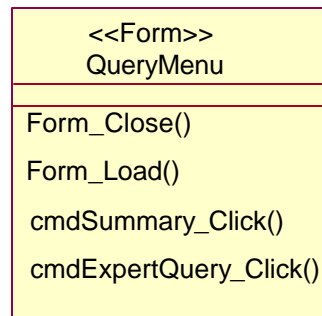 <<Form>>
QueryMenu
Form_Close()
Form_Load()
cmdSummary_Click()
cmdExpertQuery_Click()